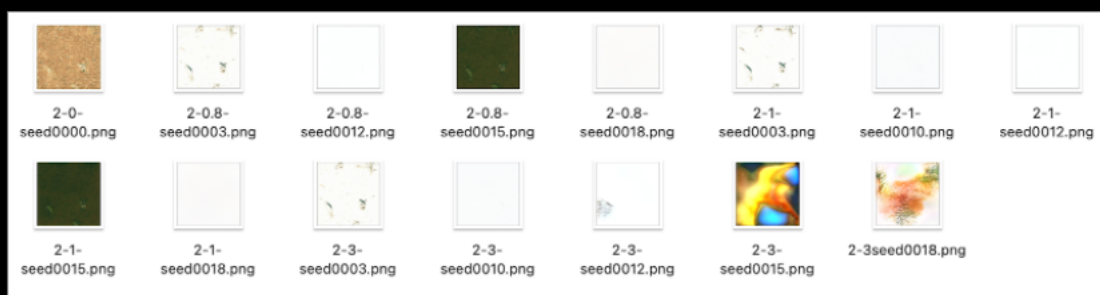 2-0-
seed0000.png
2-0.8-
seed0003.png
2-0.8-
seed0012.png
2-0.8-
seed0015.png
2-0.8-
seed0018.png
2-1-
seed0003.png
2-1-
seed0010.png
2-1-
seed0012.png
2-1-
seed0015.png
2-1-
seed0018.png
2-3-
seed0003.png
2-3-
seed0010.png
2-3-
seed0012.png
2-3-
seed0015.png
2-3seed0018.png